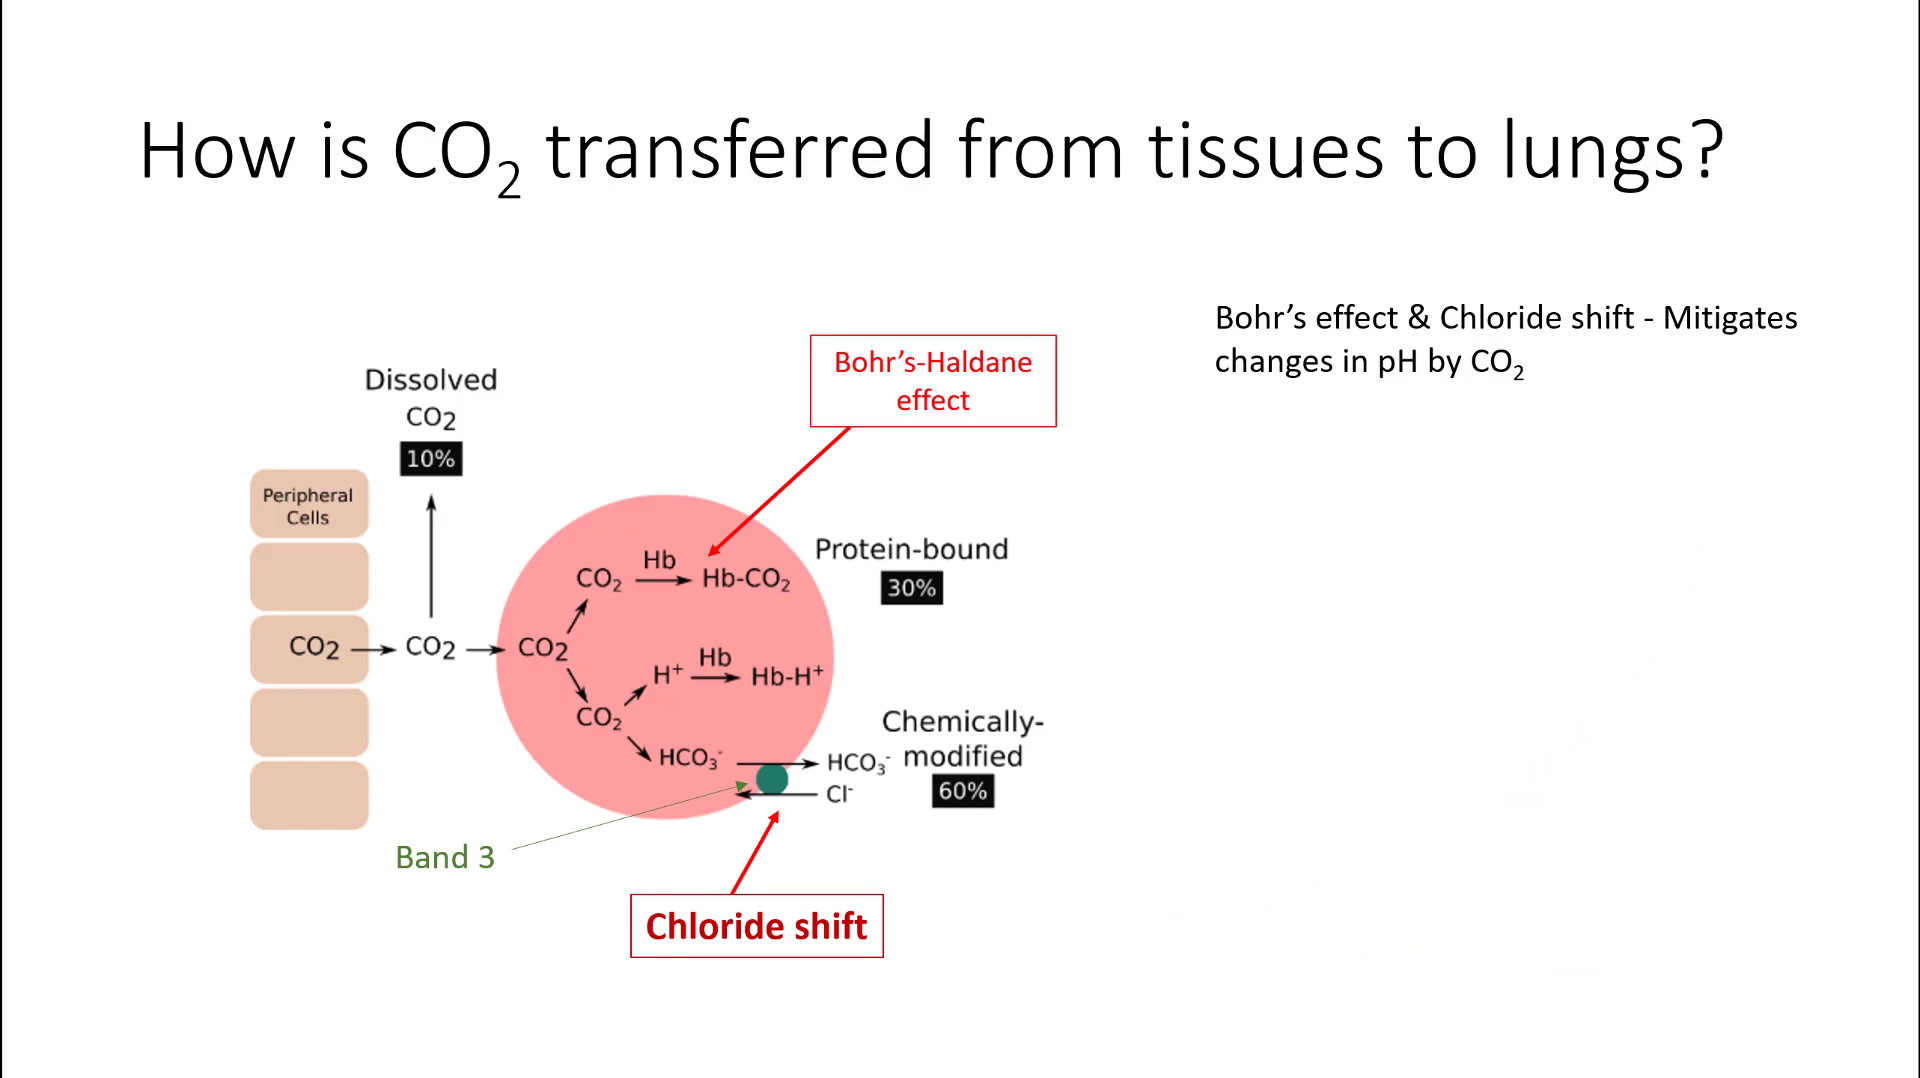 How is CO₂ transferred from tissues to lungs?
Bohr’s effect & Chloride shift - Mitigates
changes in pH by CO₂
Bohr’s-Haldane
effect
Dissolved
CO2
10%
Peripheral
Cells
Hb
CO₂
Hb-CO₂
Protein-bound
30%
CO2
CO2
CO2
Hb
H⁺
Hb-H⁺
CO₂
Chemically-
modified
60%
HCO₃⁻
HCO₃⁻
Cl⁻
Band 3
Chloride shift